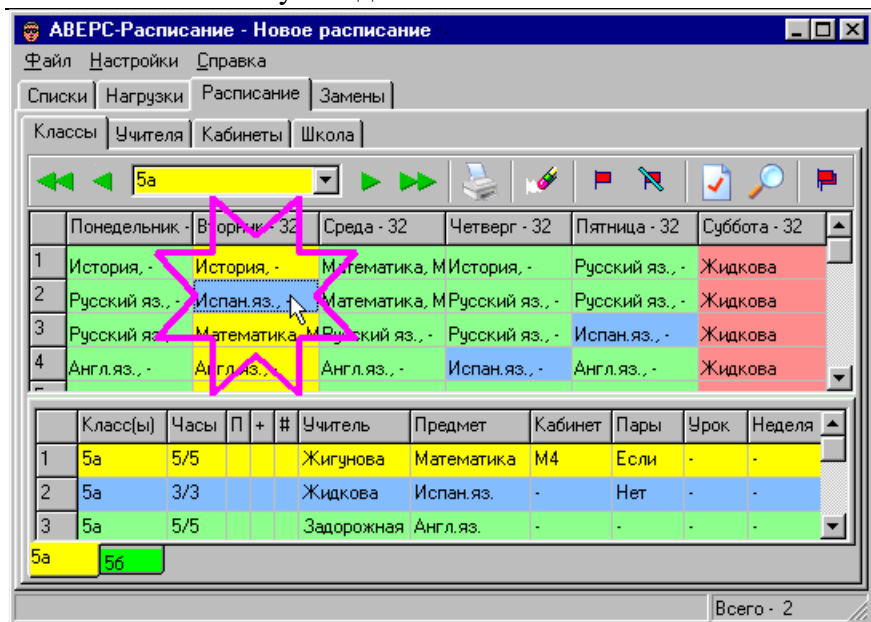 АВЕРС-Расписание - Новое расписание
Файл Настройки Справка
Списки Нагрузки Расписание Замены
Классы Учителя Кабинеты Школа
5а
Понедельник - Вторник - 32 Среда - 32 Четверг - 32 Пятница - 32 Суббота - 32
1 История, - История, - Математика, М История, - Русский яз., - Жидкова
2 Русский яз., - Испан.яз., - Математика, М Русский яз., - Русский яз., - Жидкова
3 Русский яз., Математика, М Русский яз., - Русский яз., - Испан.яз., - Жидкова
4 Англ.яз., - Англ.яз., - Англ.яз., - Испан.яз., - Англ.яз., - Жидкова
Класс(ы) Часы П + # Учитель Предмет Кабинет Пары Урок Неделя
1 5а 5/5 Жигунова Математика М4 Если - -
2 5а 3/3 Жидкова Испан.яз. - Нет - -
3 5а 5/5 Задорожная Англ.яз. - - - -
5а 5б
Всего - 2